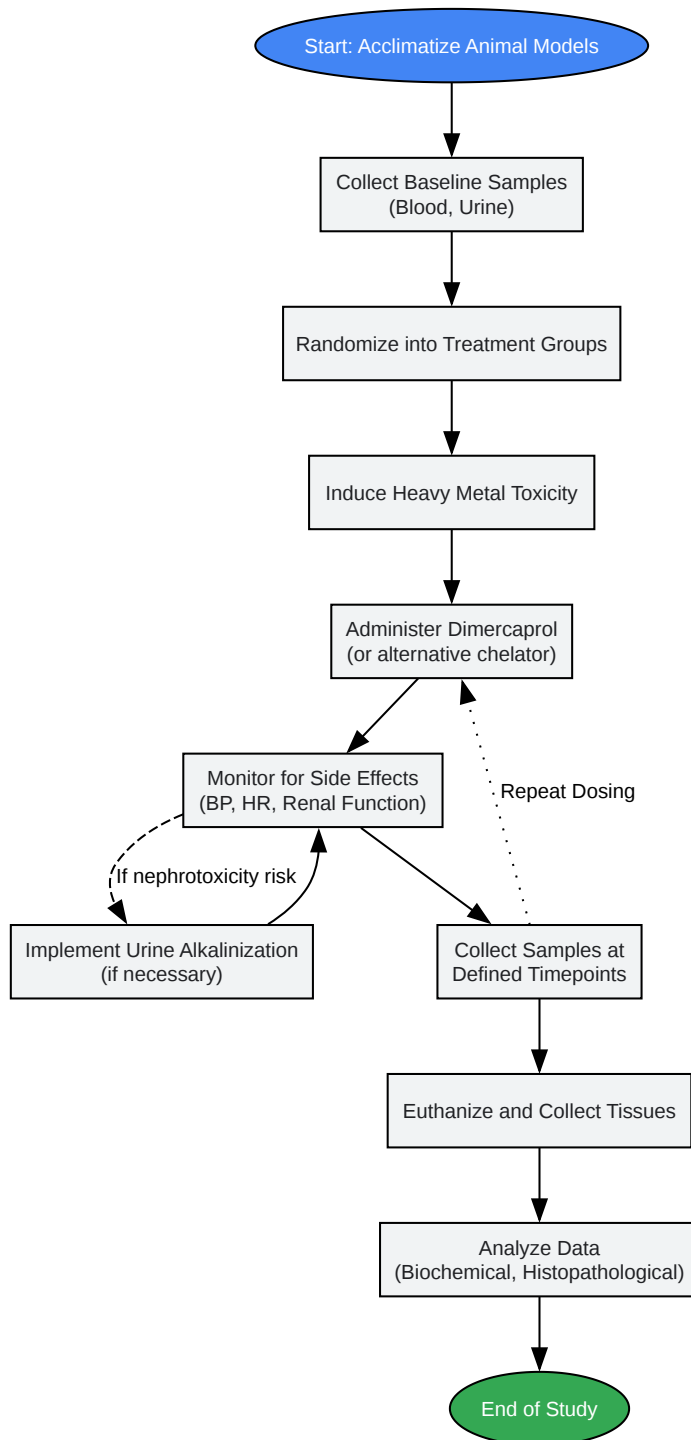 Start: Acclimatize Animal Models
Collect Baseline Samples
(Blood, Urine)
Randomize into Treatment Groups
Induce Heavy Metal Toxicity
Administer Dimercaprol
(or alternative chelator)
Monitor for Side Effects
(BP, HR, Renal Function)
Repeat Dosing
If nephrotoxicity risk
Implement Urine Alkalinization
(if necessary)
Collect Samples at
Defined Timepoints
Euthanize and Collect Tissues
Analyze Data
(Biochemical, Histopathological)
End of Study